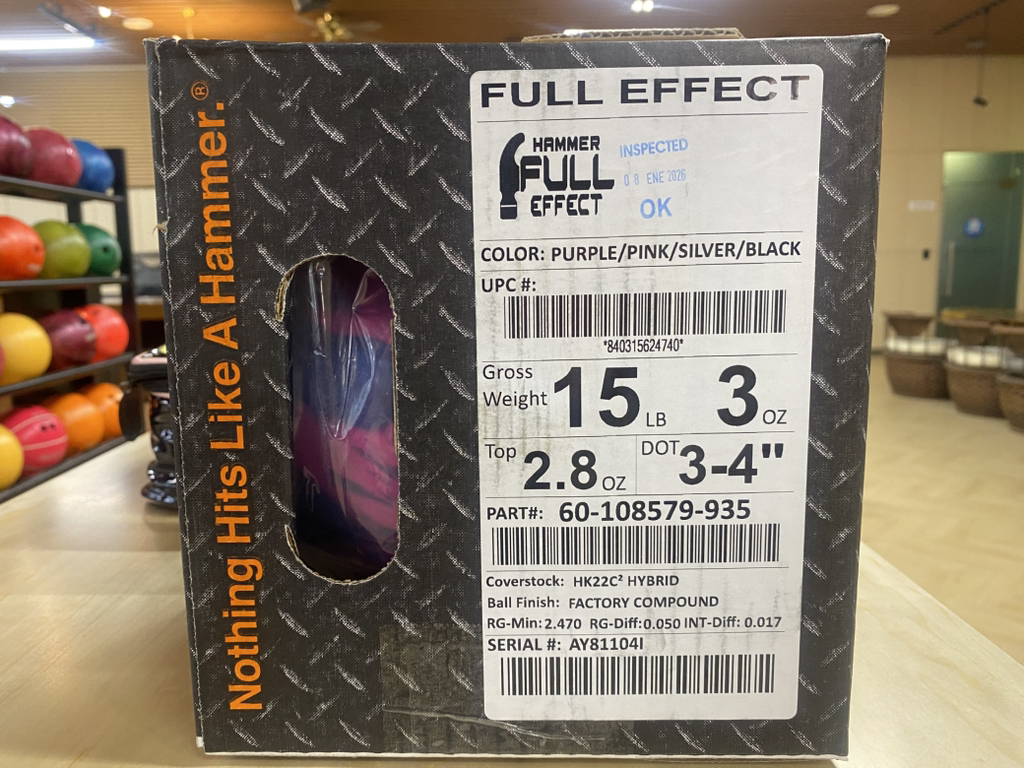 Nothing Hits Like A Hammer.®
FULL EFFECT
HAMMER
FULL
EFFECT
INSPECTED
08 ENE 2026
OK
COLOR: PURPLE/PINK/SILVER/BLACK
UPC #:
*840315624740*
Gross Weight 15 LB 3 OZ
Top 2.8 OZ DOT 3-4"
PART#: 60-108579-935
Coverstock: HK22C² HYBRID
Ball Finish: FACTORY COMPOUND
RG-Min: 2.470 RG-Diff: 0.050 INT-Diff: 0.017
SERIAL #: AY81104I